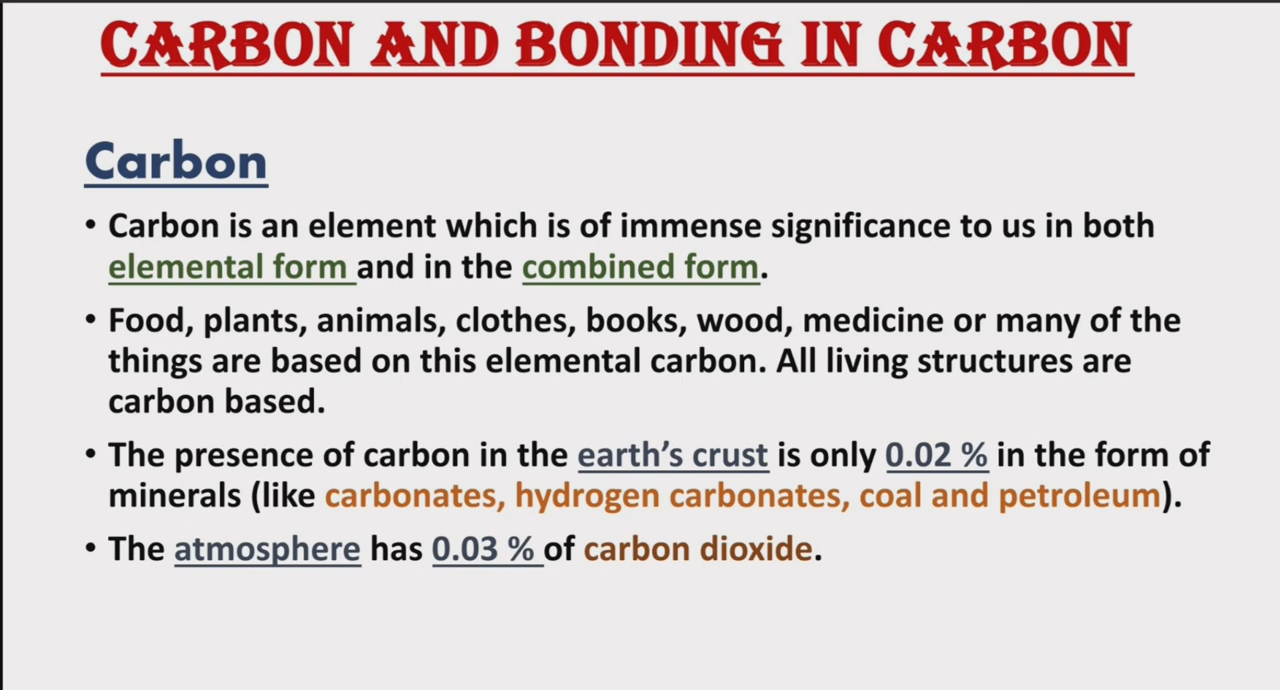 CARBON AND BONDING IN CARBON
Carbon
• Carbon is an element which is of immense significance to us in both
elemental form and in the combined form.
• Food, plants, animals, clothes, books, wood, medicine or many of the
things are based on this elemental carbon. All living structures are
carbon based.
• The presence of carbon in the earth's crust is only 0.02 % in the form of
minerals (like carbonates, hydrogen carbonates, coal and petroleum).
• The atmosphere has 0.03 % of carbon dioxide.